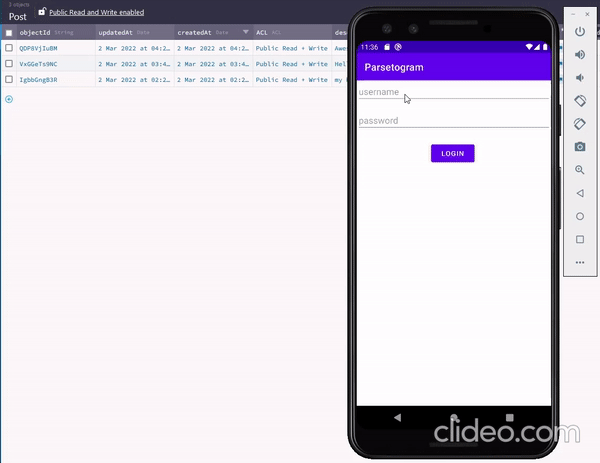 3 objects
Post
Public Read and Write enabled
objectId String updatedAt Date createdAt Date ACL ACL des
QDP8VjIuBM 2 Mar 2022 at 04:2… 2 Mar 2022 at 04:2… Public Read + Write Awe
VxGGaTs9NC 2 Mar 2022 at 03:4… 2 Mar 2022 at 03:4… Public Read + Write Hel
IgbbGngB3R 2 Mar 2022 at 02:2… 2 Mar 2022 at 02:2… Public Read + Write my
11:36
Parsetogram
username
password
LOGIN
clideo.com